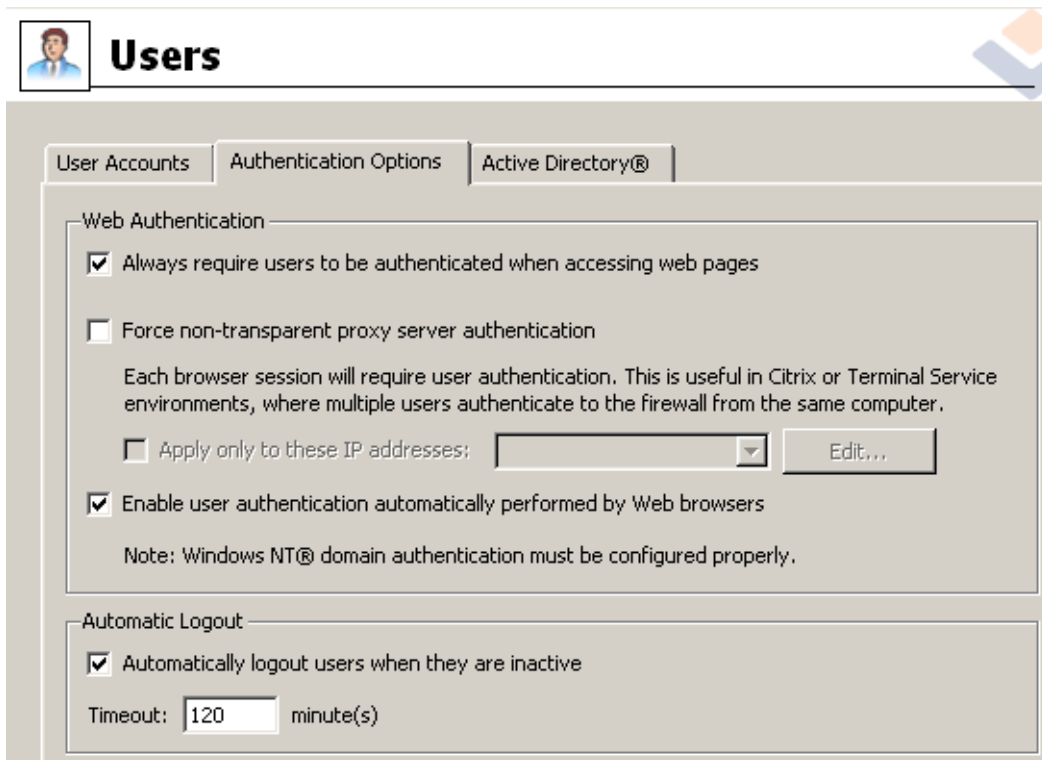 Users
User Accounts
Authentication Options
Active Directory®
Web Authentication
Always require users to be authenticated when accessing web pages
Force non-transparent proxy server authentication
Each browser session will require user authentication. This is useful in Citrix or Terminal Service
environments, where multiple users authenticate to the firewall from the same computer.
Apply only to these IP addresses:
Edit...
Enable user authentication automatically performed by Web browsers
Note: Windows NT® domain authentication must be configured properly.
Automatic Logout
Automatically logout users when they are inactive
Timeout: 120 minute(s)